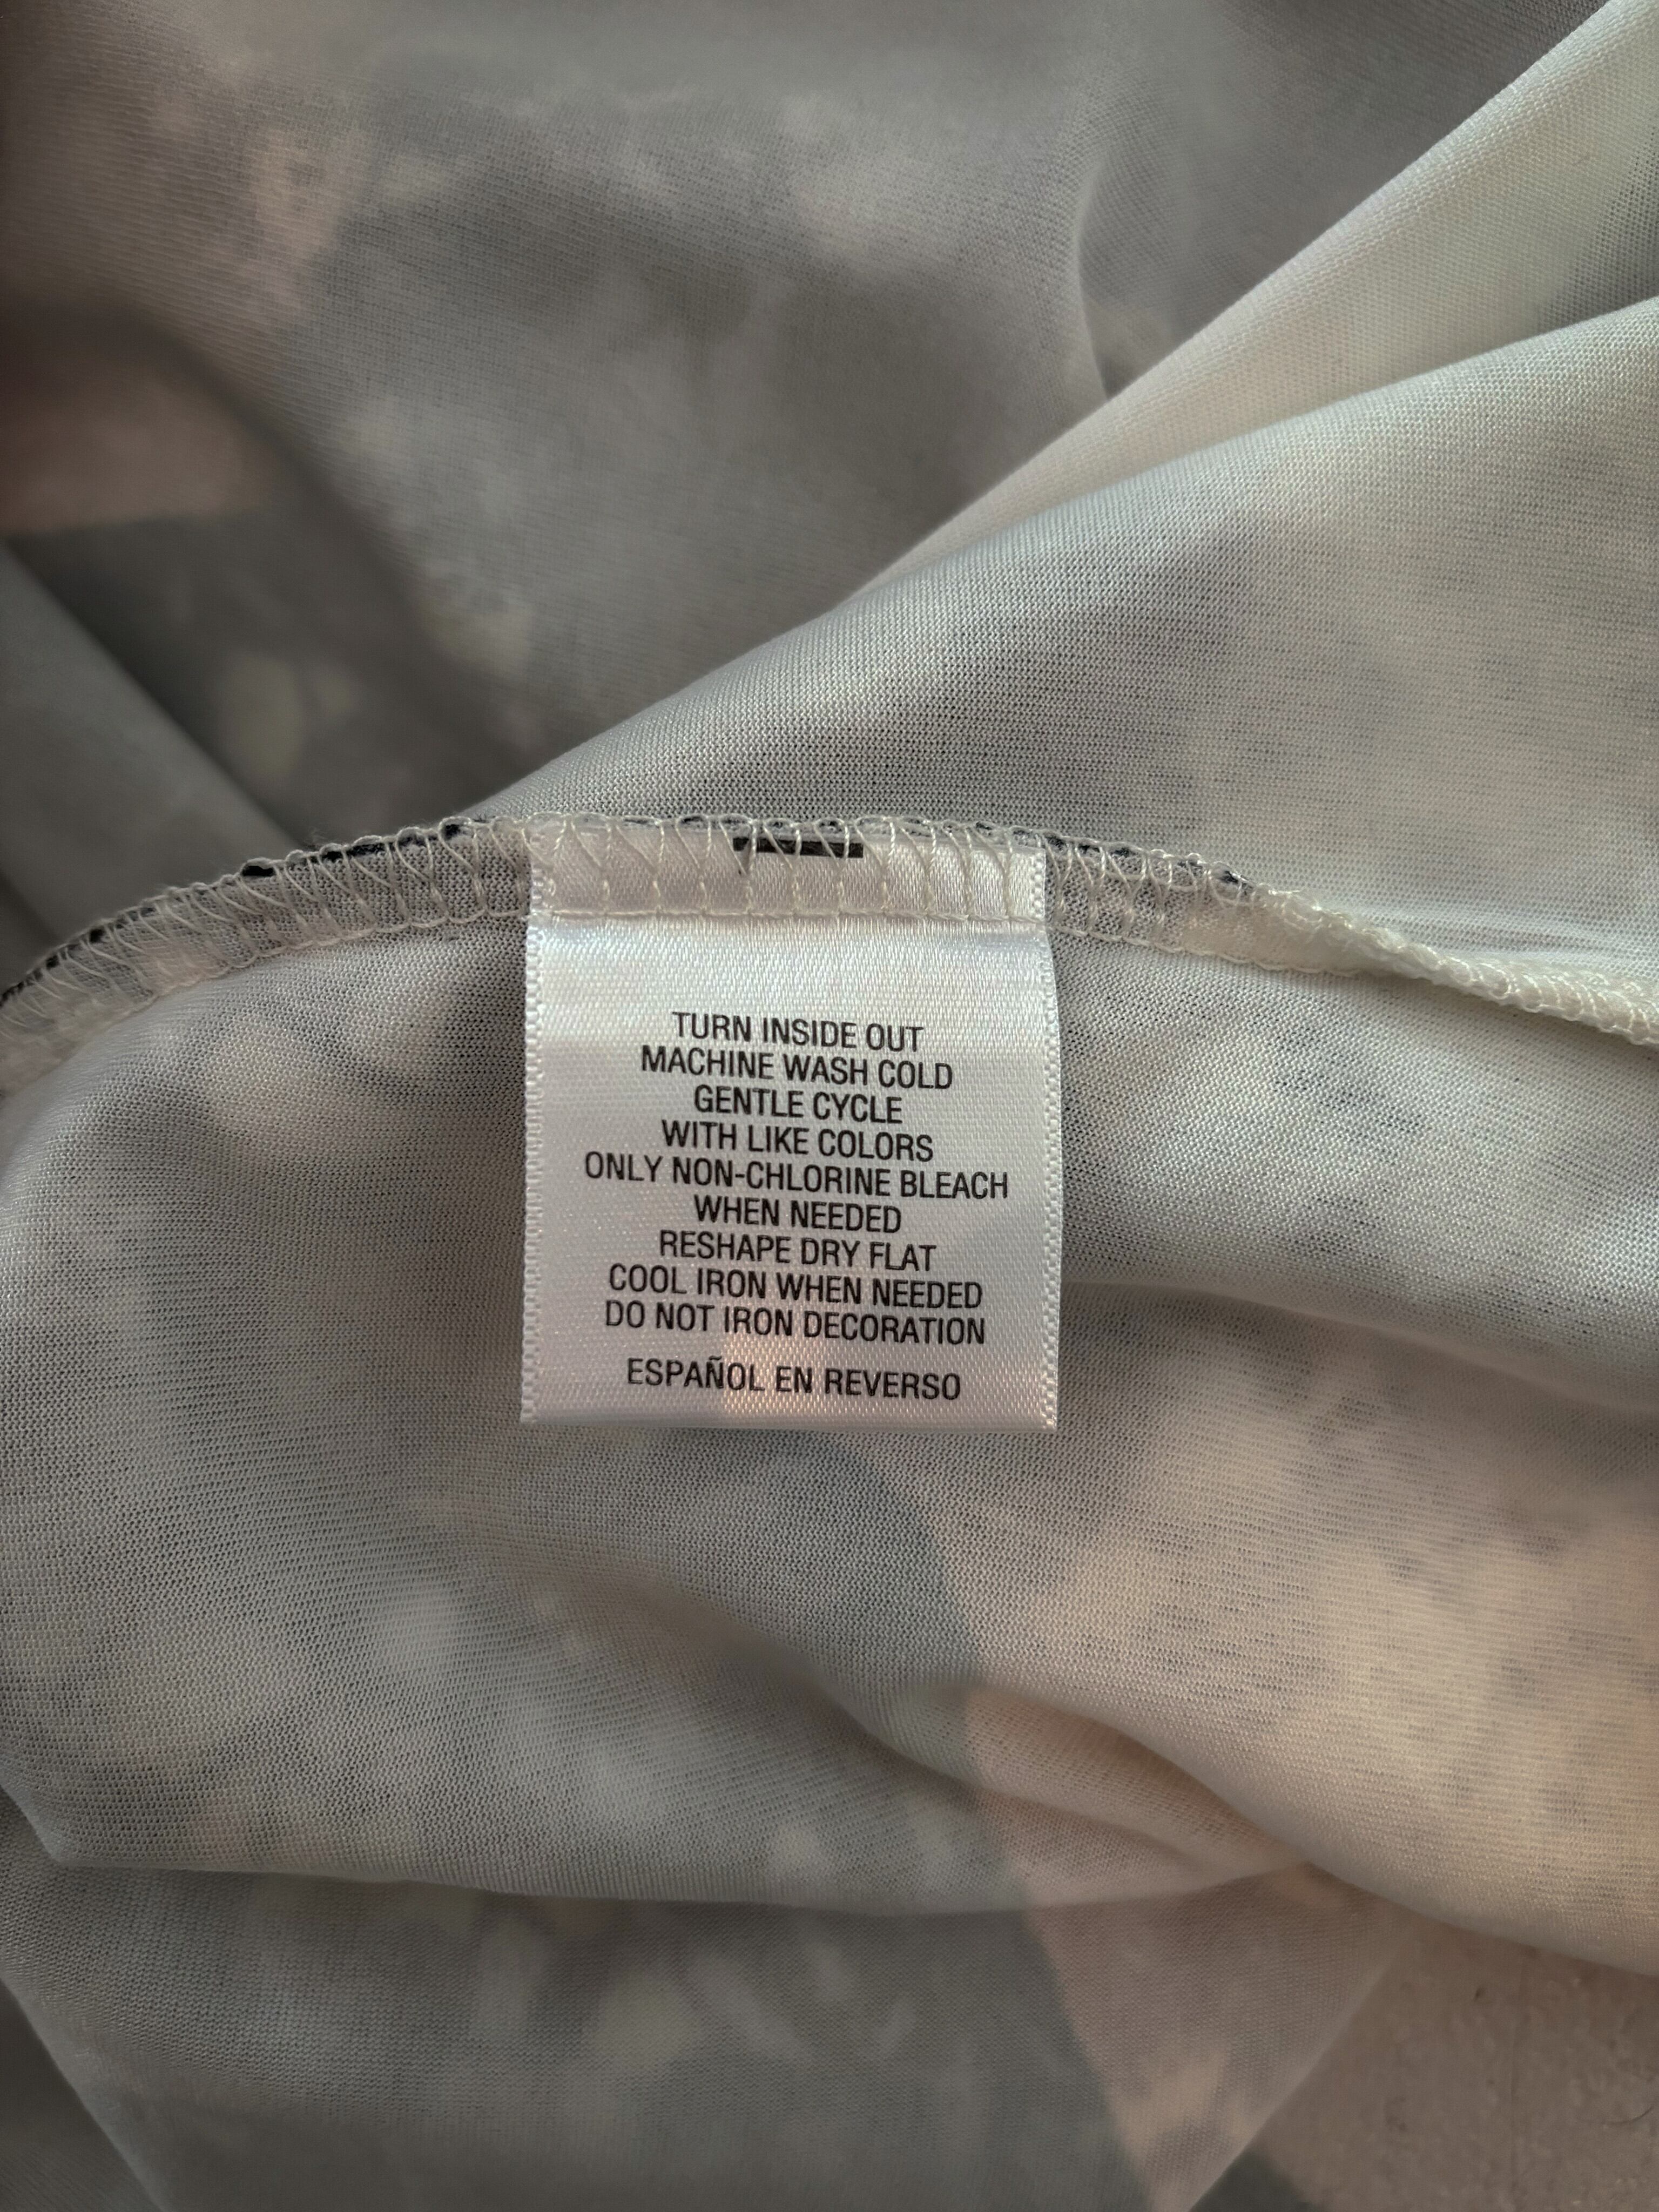 TURN INSIDE OUT
MACHINE WASH COLD
GENTLE CYCLE
WITH LIKE COLORS
ONLY NON-CHLORINE BLEACH
WHEN NEEDED
RESHAPE DRY FLAT
COOL IRON WHEN NEEDED
DO NOT IRON DECORATION
ESPAÑOL EN REVERSO